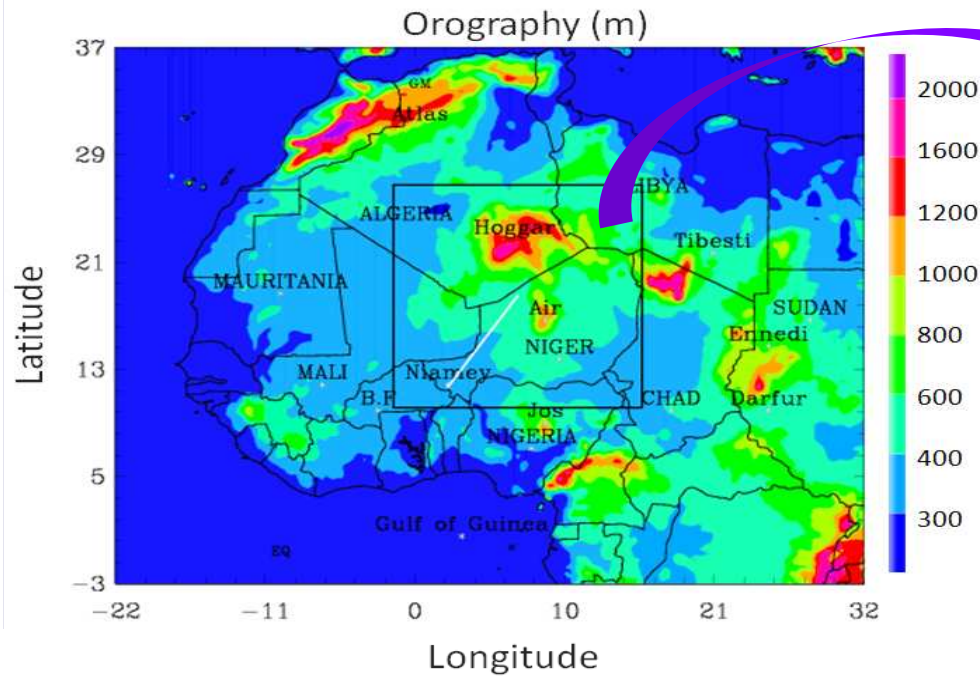 Orography (m)
37
29
21
13
5
−3
Latitude
−22
−11
0
10
21
32
Longitude
GM
Atlas
ALGERIA
Hoggar
Tibesti
MAURITANIA
Air
SUDAN
NIGER
Ennedi
MALI
Niamey
B.F
CHAD
Darfur
Jos
NIGERIA
Gulf of Guinea
EQ
2000
1600
1200
1000
800
600
400
300